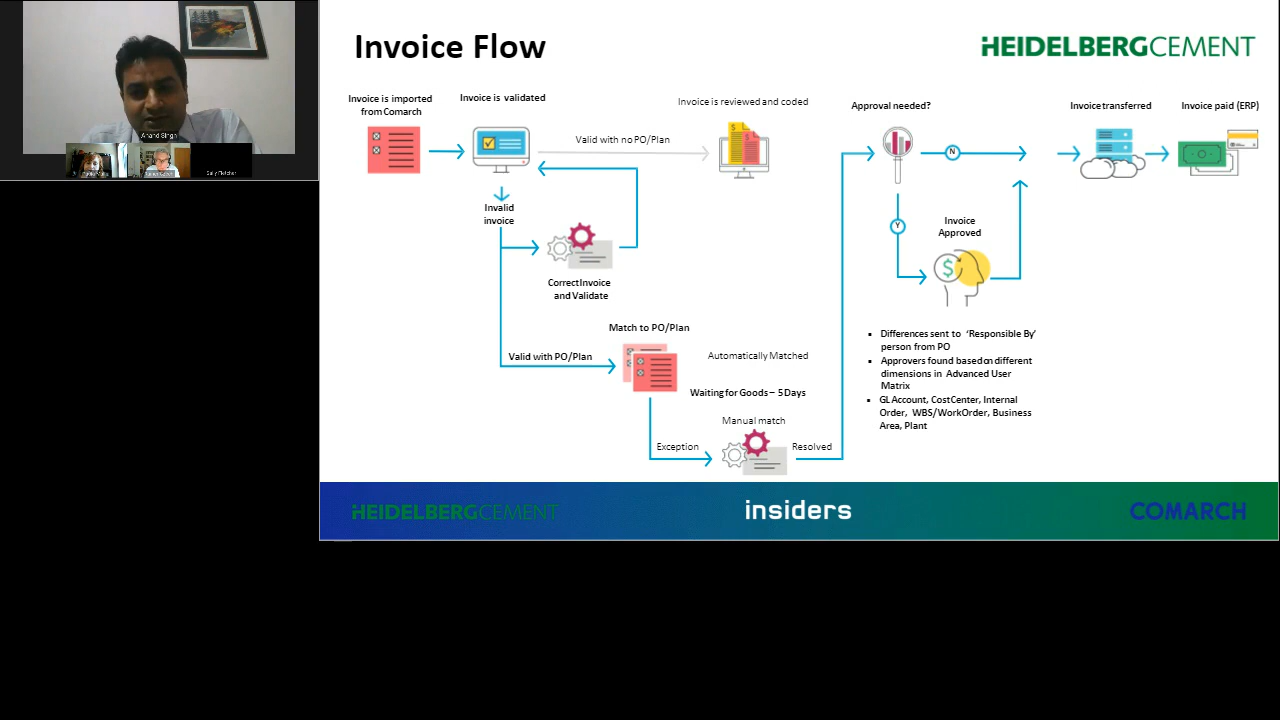 Anand Singh
Sally Fletcher
Invoice Flow
HEIDELBERGCEMENT
Invoice is imported
from Comarch
Invoice is validated
Valid with no PO/Plan
Invoice is reviewed and coded
Approval needed?
N
Invoice transferred
Invoice paid (ERP)
Invalid
invoice
Correct Invoice
and Validate
Y
Invoice
Approved
Match to PO/Plan
Valid with PO/Plan
Automatically Matched
Waiting for Goods – 5 Days
Manual match
Exception
Resolved
▪ Differences sent to 'Responsible By'
person from PO
▪ Approvers found based on different
dimensions in Advanced User
Matrix
▪ GL Account, Cost Center, Internal
Order, WBS/WorkOrder, Business
Area, Plant
HEIDELBERGCEMENT
insiders
COMARCH